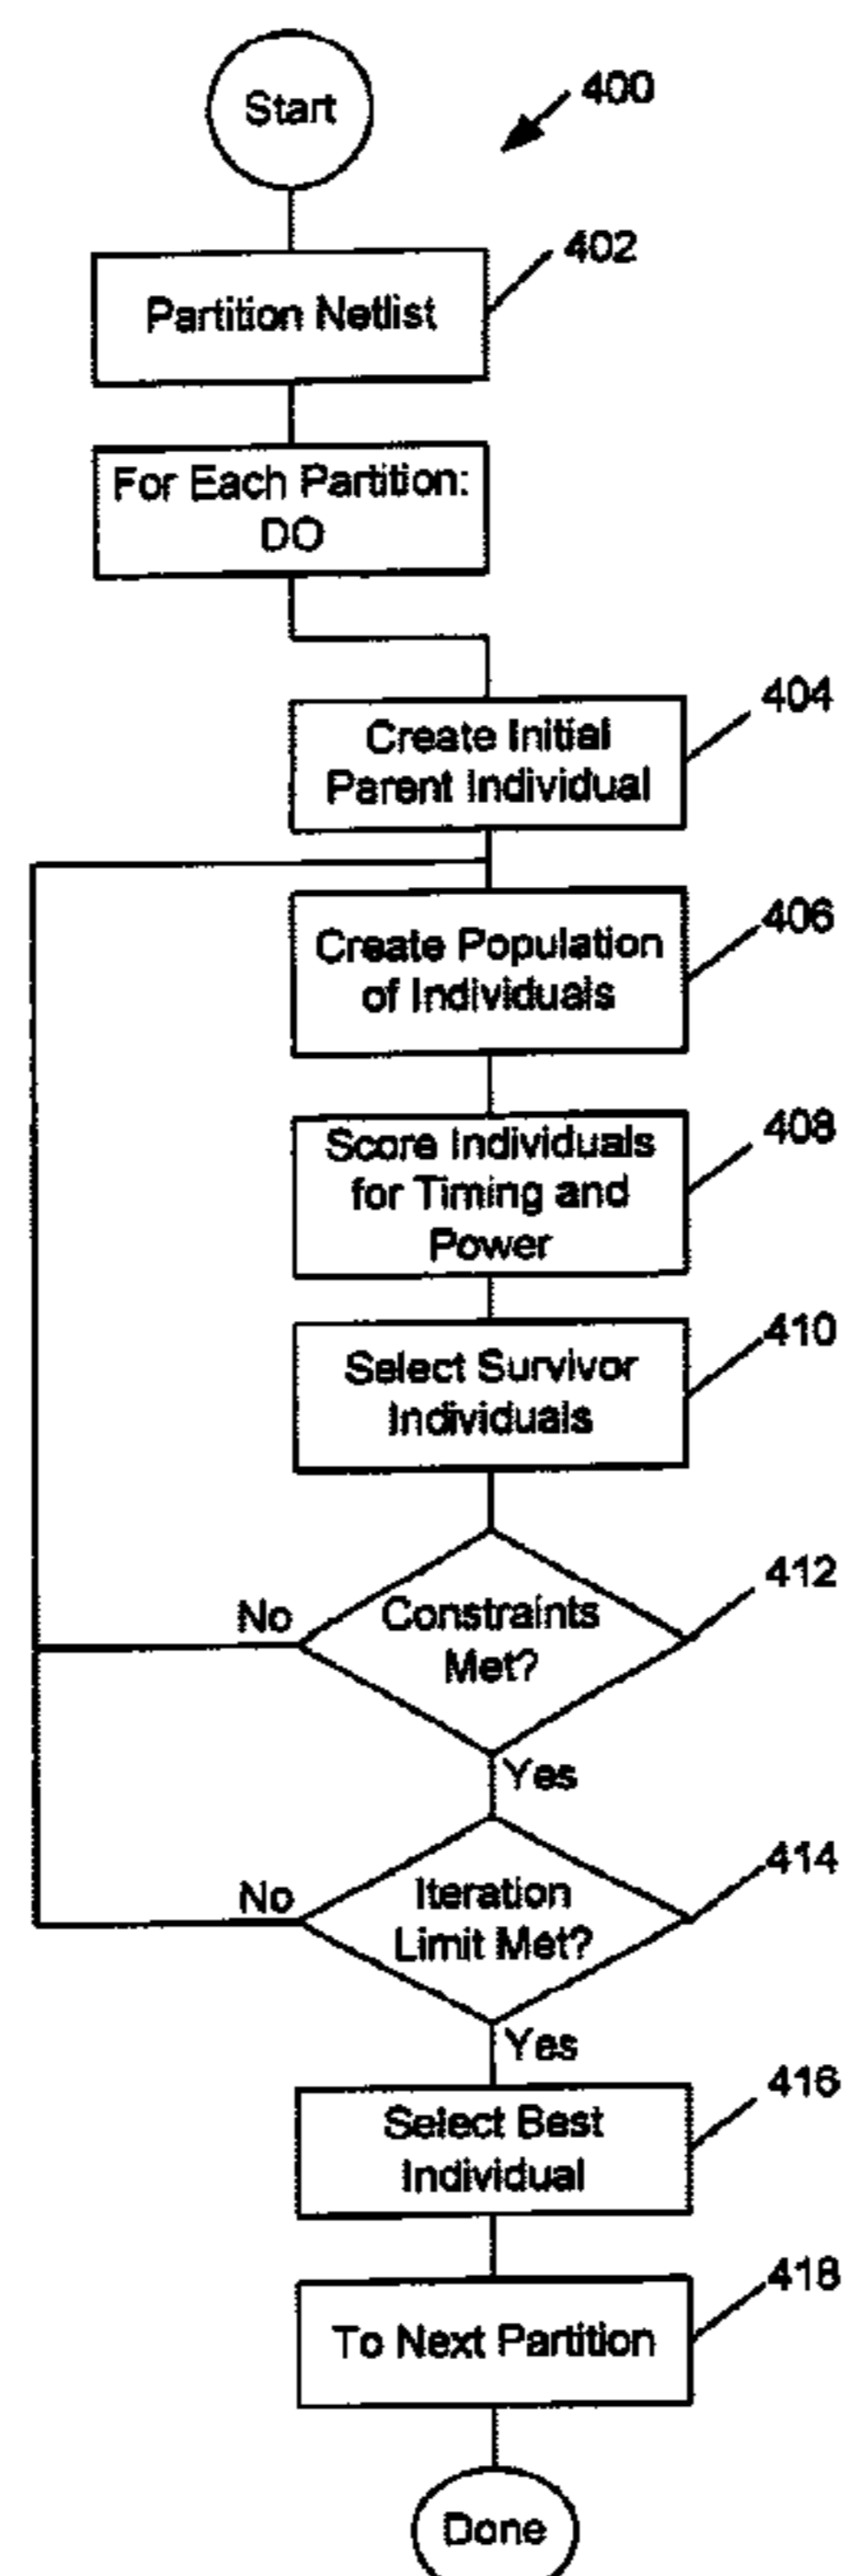 Start
400
402
Partition Netlist
For Each Partition:
DO
404
Create Initial
Parent Individual
406
Create Population
of Individuals
408
Score Individuals
for Timing and
Power
410
Select Survivor
Individuals
412
No
Constraints
Met?
Yes
414
No
Iteration
Limit Met?
Yes
416
Select Best
Individual
418
To Next Partition
Done